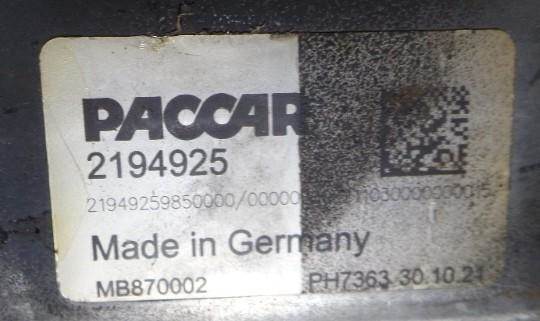 PACCAR
2194925
21949259850000/00000
Made in Germany
MB870002 PH7363 30.10.21